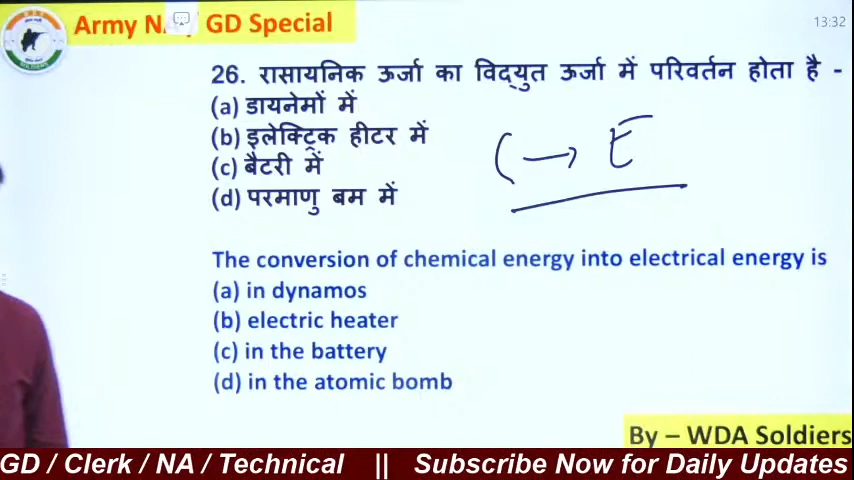 Army NA / GD Special
13:32
26. रासायनिक ऊर्जा का विद्युत ऊर्जा में परिवर्तन होता है -
(a) डायनेमों में
(b) इलेक्ट्रिक हीटर में
(c) बैटरी में
(d) परमाणु बम में
C → E
The conversion of chemical energy into electrical energy is
(a) in dynamos
(b) electric heater
(c) in the battery
(d) in the atomic bomb
By – WDA Soldiers
GD / Clerk / NA / Technical || Subscribe Now for Daily Updates